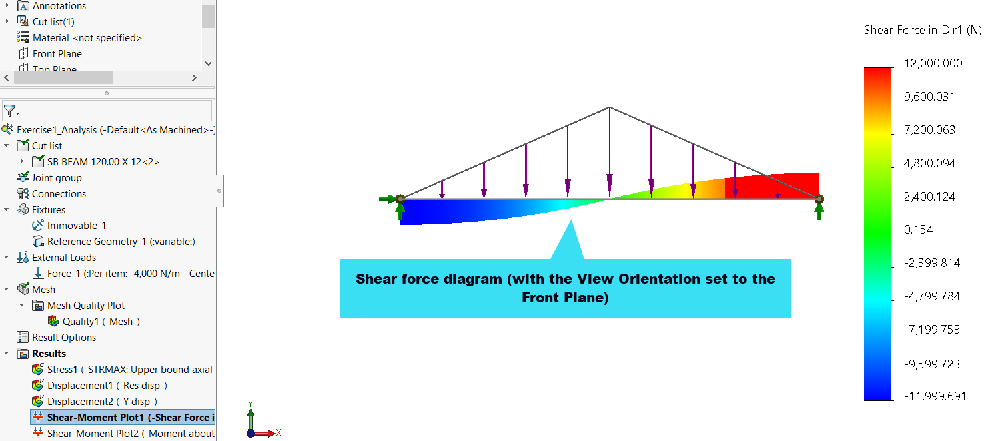 Annotations
Cut list(1)
Material <not specified>
Front Plane
Top Plane
Exercise1_Analysis (-Default<As Machined>-)
Cut list
SB BEAM 120.00 X 12<2>
Joint group
Connections
Fixtures
Immovable-1
Reference Geometry-1 (:variable:)
External Loads
Force-1 (:Per item: -4,000 N/m - Cente
Mesh
Mesh Quality Plot
Quality1 (-Mesh-)
Result Options
Results
Stress1 (-STRMAX: Upper bound axial
Displacement1 (-Res disp-)
Displacement2 (-Y disp-)
Shear-Moment Plot1 (-Shear Force i
Shear-Moment Plot2 (-Moment about
Shear force diagram (with the View Orientation set to the
Front Plane)
Y
X
Shear Force in Dir1 (N)
12,000.000
9,600.031
7,200.063
4,800.094
2,400.124
0.154
-2,399.814
-4,799.784
-7,199.753
-9,599.723
-11,999.691